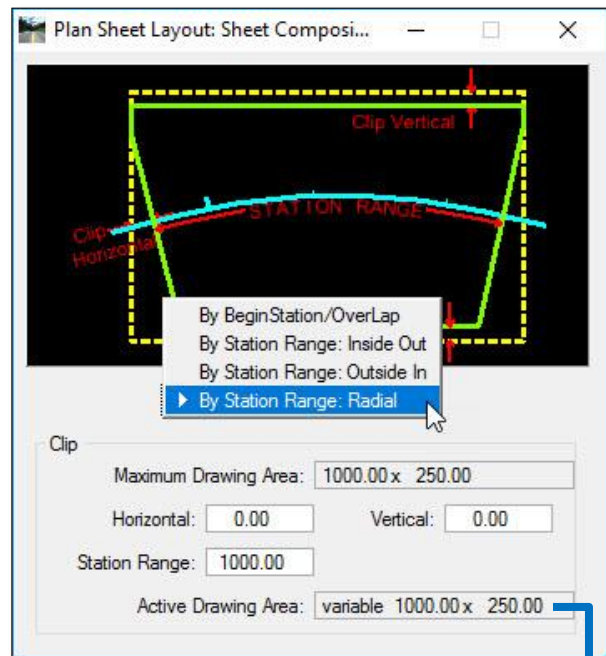 Plan Sheet Layout: Sheet Composi...
Clip Vertical
STATION RANGE
Clip
Horizontal
By BeginStation/OverLap
By Station Range: Inside Out
By Station Range: Outside In
By Station Range: Radial
Clip
Maximum Drawing Area: 1000.00 x 250.00
Horizontal: 0.00 Vertical: 0.00
Station Range: 1000.00
Active Drawing Area: variable 1000.00 x 250.00